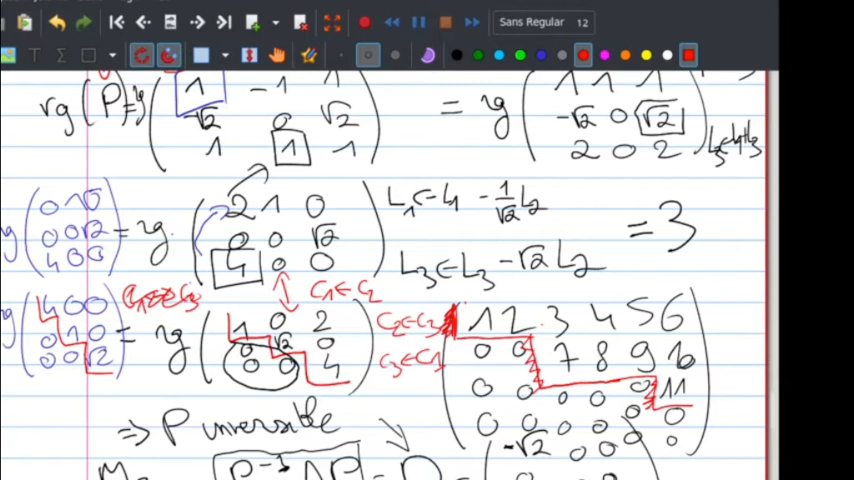 Sans Regular 12
1 -1 1 1 1 1
rg(P) = rg -√2 0 √2 = rg -√2 0 √2
1 1 -1 2 0 2 L3←L1+L3
0 1 0 2 1 0 L1←L1 - 1/√2 L2
0 0 √2 = rg 0 0 √2 = 3
4 0 0 4 0 0 L3←L3 -√2 L2
C1←C2
4 0 0 1 0 2 C2←C3 1 2 3 4 5 6
0 1 0 = rg 0 √2 0 C3←C1 0 0 7 8 9 10
0 0 √2 0 0 4 0 0 0 0 0 11
0 0 0 0 0 0
=> P inversible
P⁻¹AP = D = -√2